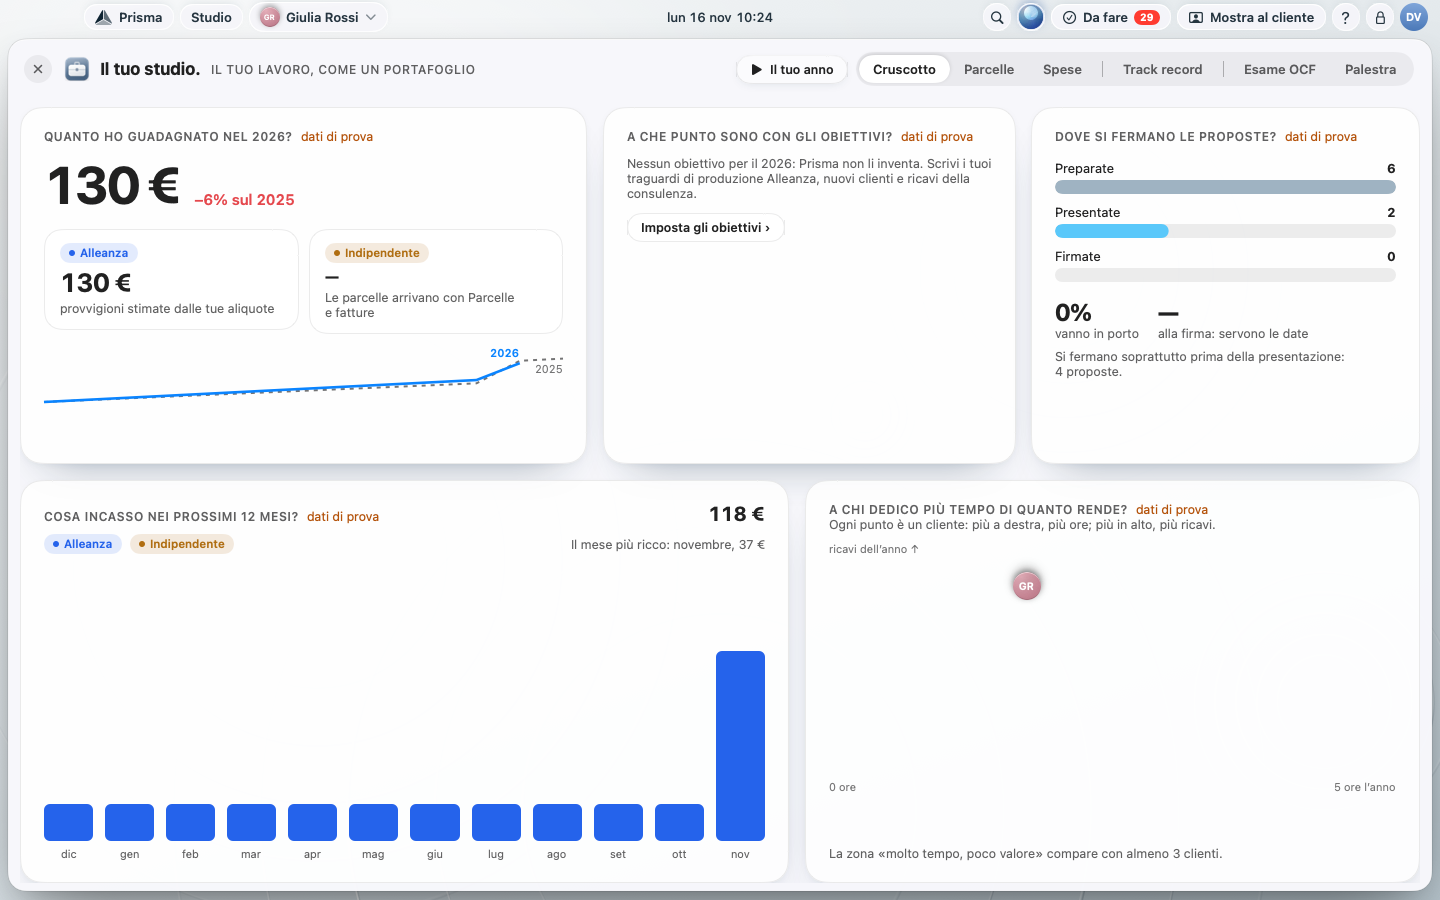 Prisma
Studio
GR Giulia Rossi
lun 16 nov 10:24
Da fare 29
Mostra al cliente
?
DV
Il tuo studio. IL TUO LAVORO, COME UN PORTAFOGLIO
Il tuo anno
Cruscotto
Parcelle
Spese
Track record
Esame OCF
Palestra
QUANTO HO GUADAGNATO NEL 2026? dati di prova
130 € –6% sul 2025
Alleanza
130 €
provvigioni stimate dalle tue aliquote
Indipendente
–
Le parcelle arrivano con Parcelle
e fatture
2026
2025
A CHE PUNTO SONO CON GLI OBIETTIVI? dati di prova
Nessun obiettivo per il 2026: Prisma non li inventa. Scrivi i tuoi
traguardi di produzione Alleanza, nuovi clienti e ricavi della
consulenza.
Imposta gli obiettivi ›
DOVE SI FERMANO LE PROPOSTE? dati di prova
Preparate 6
Presentate 2
Firmate 0
0% —
vanno in porto alla firma: servono le date
Si fermano soprattutto prima della presentazione:
4 proposte.
COSA INCASSO NEI PROSSIMI 12 MESI? dati di prova
118 €
Alleanza
Indipendente
Il mese più ricco: novembre, 37 €
dic gen feb mar apr mag giu lug ago set ott nov
A CHI DEDICO PIÙ TEMPO DI QUANTO RENDE? dati di prova
Ogni punto è un cliente: più a destra, più ore; più in alto, più ricavi.
ricavi dell'anno ↑
GR
0 ore
5 ore l'anno
La zona «molto tempo, poco valore» compare con almeno 3 clienti.